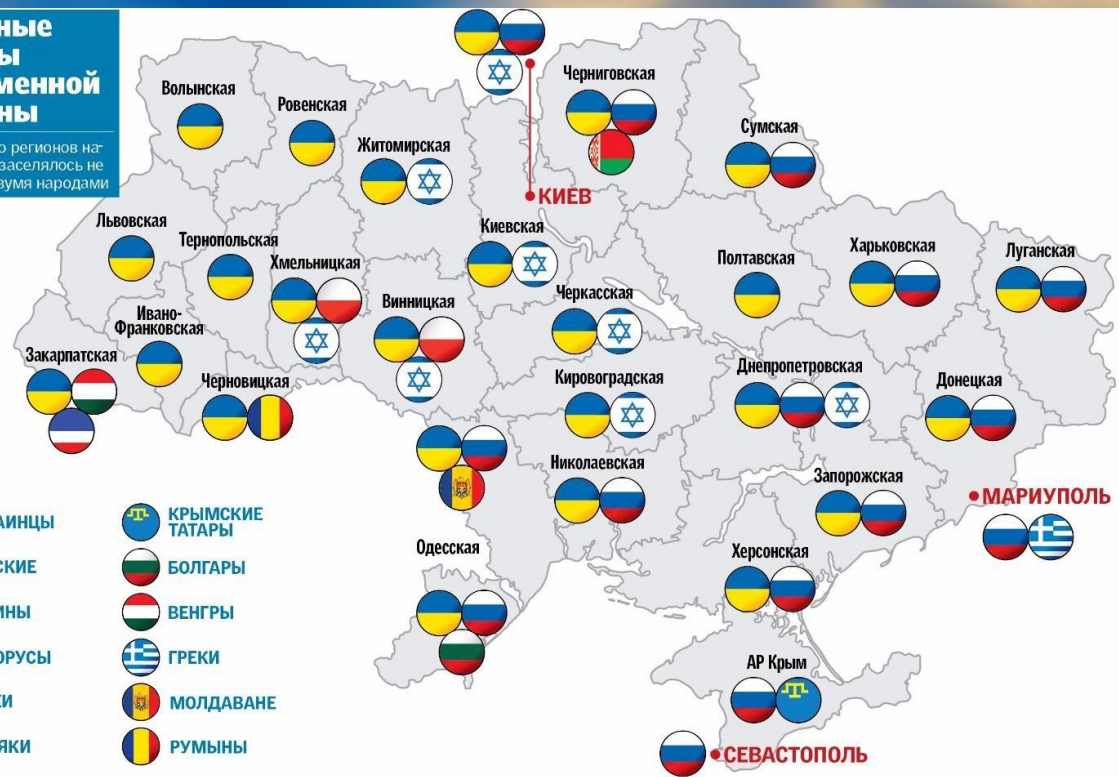 ные
ы
менной
ны
о регионов на-
заселялось не
вумя народами
Волынская
Ровенская
Житомирская
Черниговская
Сумская
КИЕВ
Львовская
Тернопольская
Хмельницкая
Киевская
Полтавская
Харьковская
Луганская
Ивано-
Франковская
Винницкая
Черкасская
Закарпатская
Черновицкая
Кировоградская
Днепропетровская
Донецкая
Николаевская
Запорожская
МАРИУПОЛЬ
Одесская
Херсонская
АР Крым
СЕВАСТОПОЛЬ
АИНЦЫ
СКИЕ
ИНЫ
ОРУСЫ
КИ
ЯКИ
КРЫМСКИЕ
ТАТАРЫ
БОЛГАРЫ
ВЕНГРЫ
ГРЕКИ
МОЛДАВАНЕ
РУМЫНЫ